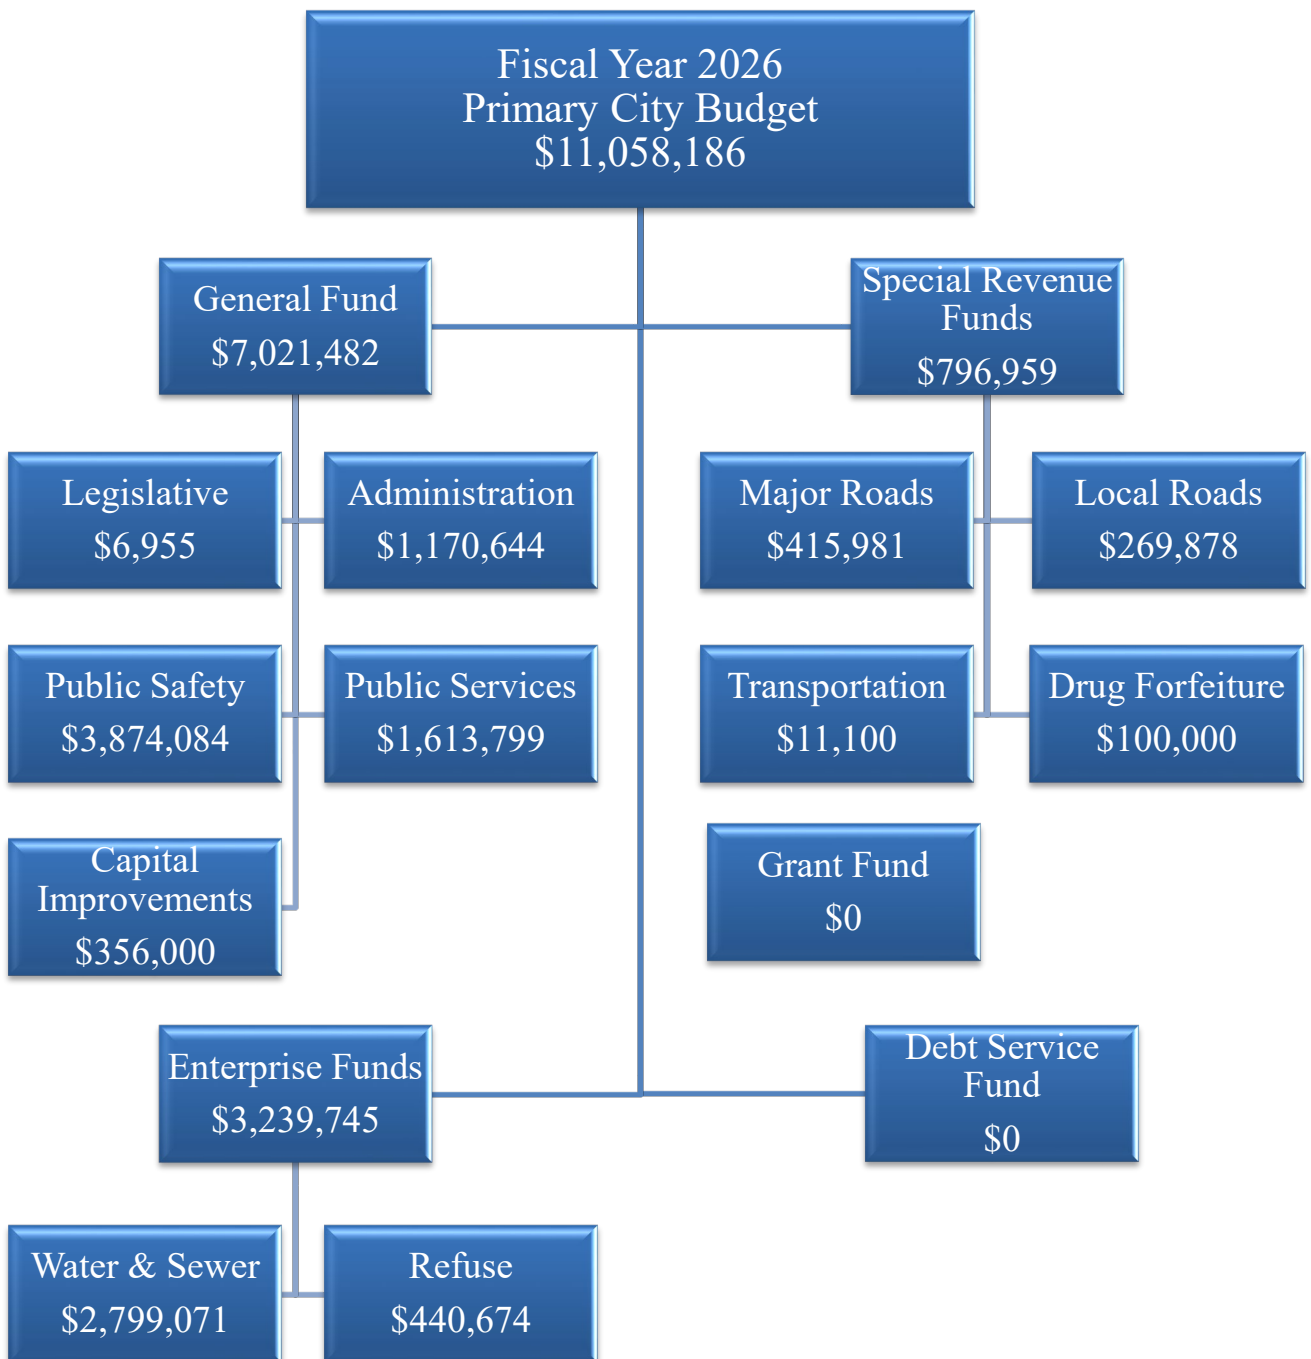 Fiscal Year 2026
Primary City Budget
$11,058,186
General Fund
$7,021,482
Special Revenue
Funds
$796,959
Legislative
$6,955
Administration
$1,170,644
Major Roads
$415,981
Local Roads
$269,878
Public Safety
$3,874,084
Public Services
$1,613,799
Transportation
$11,100
Drug Forfeiture
$100,000
Capital
Improvements
$356,000
Grant Fund
$0
Enterprise Funds
$3,239,745
Debt Service
Fund
$0
Water & Sewer
$2,799,071
Refuse
$440,674